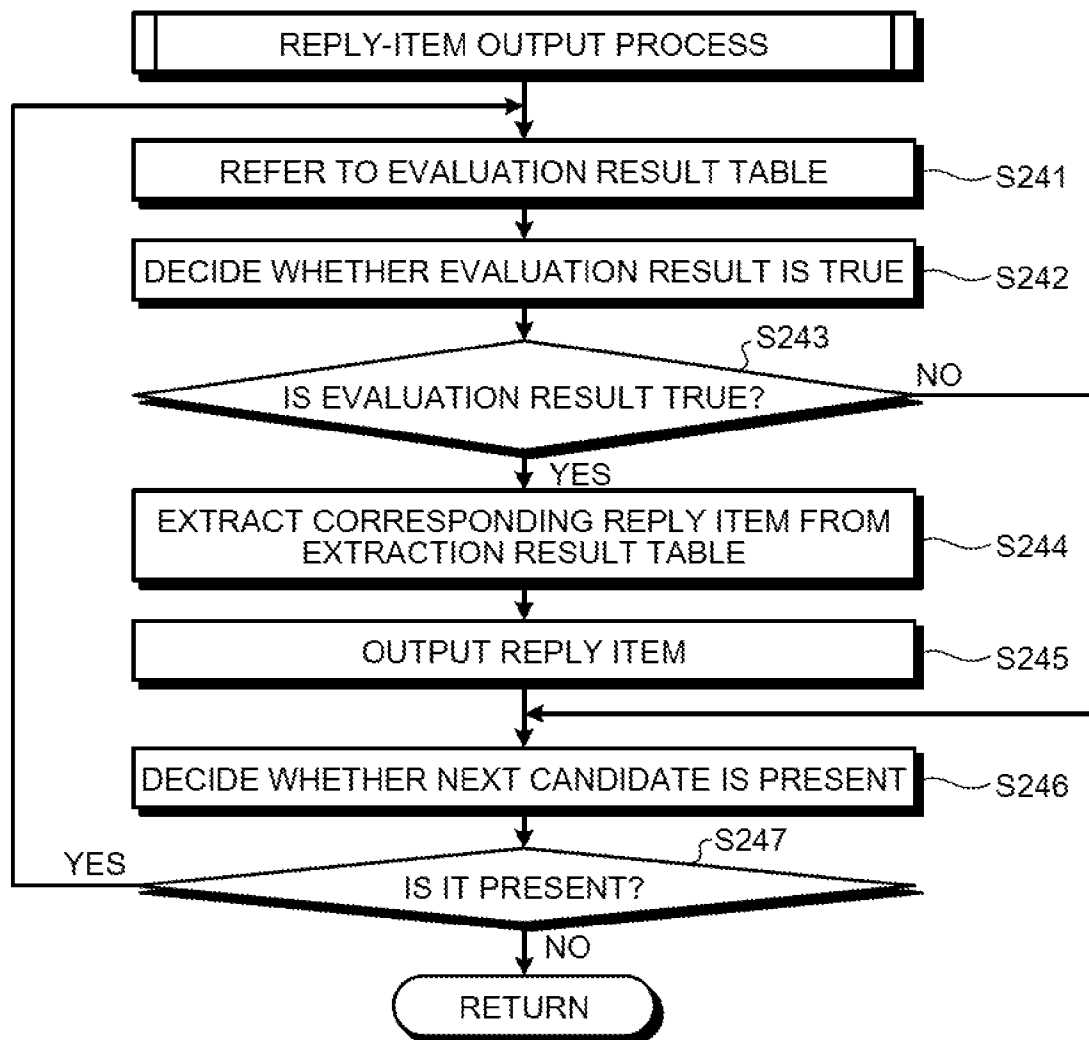 REPLY-ITEM OUTPUT PROCESS
REFER TO EVALUATION RESULT TABLE
S241
DECIDE WHETHER EVALUATION RESULT IS TRUE
S242
S243
IS EVALUATION RESULT TRUE?
NO
YES
EXTRACT CORRESPONDING REPLY ITEM FROM
EXTRACTION RESULT TABLE
S244
OUTPUT REPLY ITEM
S245
DECIDE WHETHER NEXT CANDIDATE IS PRESENT
S246
S247
YES
IS IT PRESENT?
NO
RETURN